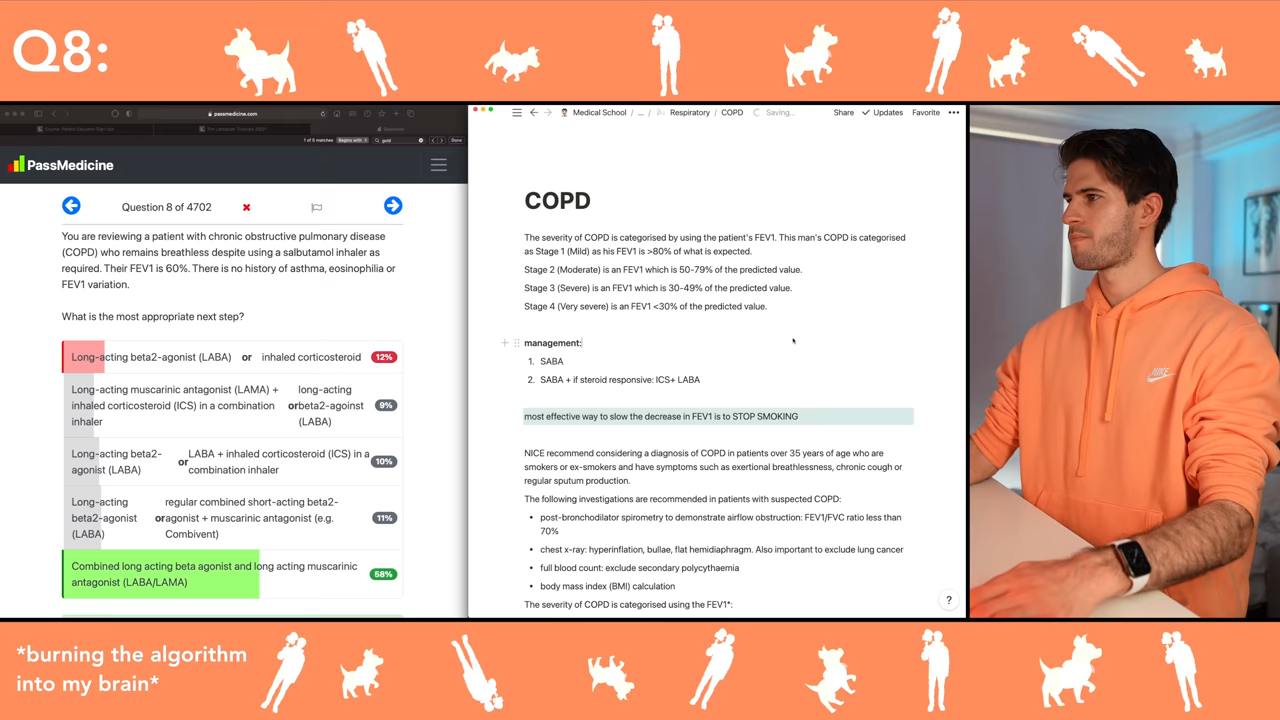 Q8:
passmedicine.com
1 of 5 matches
Begins with
gold
Done
PassMedicine
Question 8 of 4702
You are reviewing a patient with chronic obstructive pulmonary disease
(COPD) who remains breathless despite using a salbutamol inhaler as
required. Their FEV1 is 60%. There is no history of asthma, eosinophilia or
FEV1 variation.
What is the most appropriate next step?
Long-acting beta2-agonist (LABA) or inhaled corticosteroid 12%
Long-acting muscarinic antagonist (LAMA) +
inhaled corticosteroid (ICS) in a combination
inhaler
or
long-acting
beta2-agoinst
(LABA)
9%
Long-acting beta2-
agonist (LABA)
or
LABA + inhaled corticosteroid (ICS) in a
combination inhaler
10%
Long-acting
beta2-agonist
(LABA)
or
regular combined short-acting beta2-
agonist + muscarinic antagonist (e.g.
Combivent)
11%
Combined long acting beta agonist and long acting muscarinic
antagonist (LABA/LAMA)
58%
Medical School / ... / Respiratory / COPD Saving... Share Updates Favorite
COPD
The severity of COPD is categorised by using the patient's FEV1. This man's COPD is categorised
as Stage 1 (Mild) as his FEV1 is >80% of what is expected.
Stage 2 (Moderate) is an FEV1 which is 50-79% of the predicted value.
Stage 3 (Severe) is an FEV1 which is 30-49% of the predicted value.
Stage 4 (Very severe) is an FEV1 <30% of the predicted value.
management:
1. SABA
2. SABA + if steroid responsive: ICS+ LABA
most effective way to slow the decrease in FEV1 is to STOP SMOKING
NICE recommend considering a diagnosis of COPD in patients over 35 years of age who are
smokers or ex-smokers and have symptoms such as exertional breathlessness, chronic cough or
regular sputum production.
The following investigations are recommended in patients with suspected COPD:
• post-bronchodilator spirometry to demonstrate airflow obstruction: FEV1/FVC ratio less than
70%
• chest x-ray: hyperinflation, bullae, flat hemidiaphragm. Also important to exclude lung cancer
• full blood count: exclude secondary polycythaemia
• body mass index (BMI) calculation
The severity of COPD is categorised using the FEV1*:
?
NIKE
*burning the algorithm
into my brain*